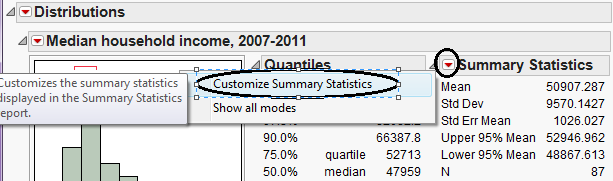 Distributions
Median household income, 2007-2011
Quantiles
Summary Statistics
Customizes the summary statistics
displayed in the Summary Statistics
report.
Customize Summary Statistics
Show all modes
90.0% 66387.8
75.0% quartile 52713
50.0% median 47959
Mean 50907.287
Std Dev 9570.1427
Std Err Mean 1026.027
Upper 95% Mean 52946.962
Lower 95% Mean 48867.613
N 87